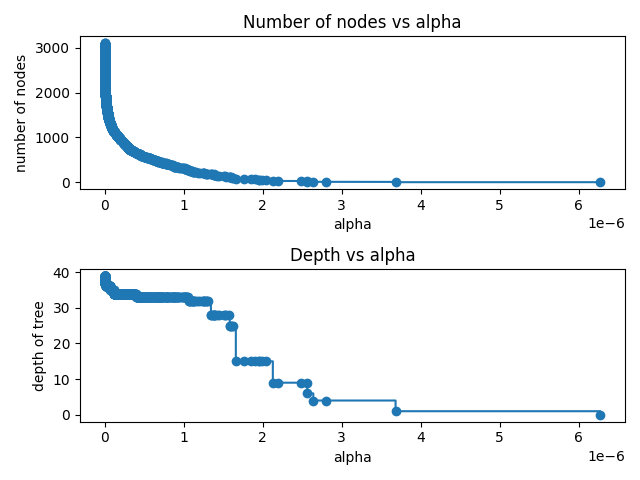 Number of nodes vs alpha
3000
2000
1000
0
number of nodes
0 1 2 3 4 5 6
1e−6
alpha
Depth vs alpha
40
30
20
10
0
depth of tree
0 1 2 3 4 5 6
1e−6
alpha